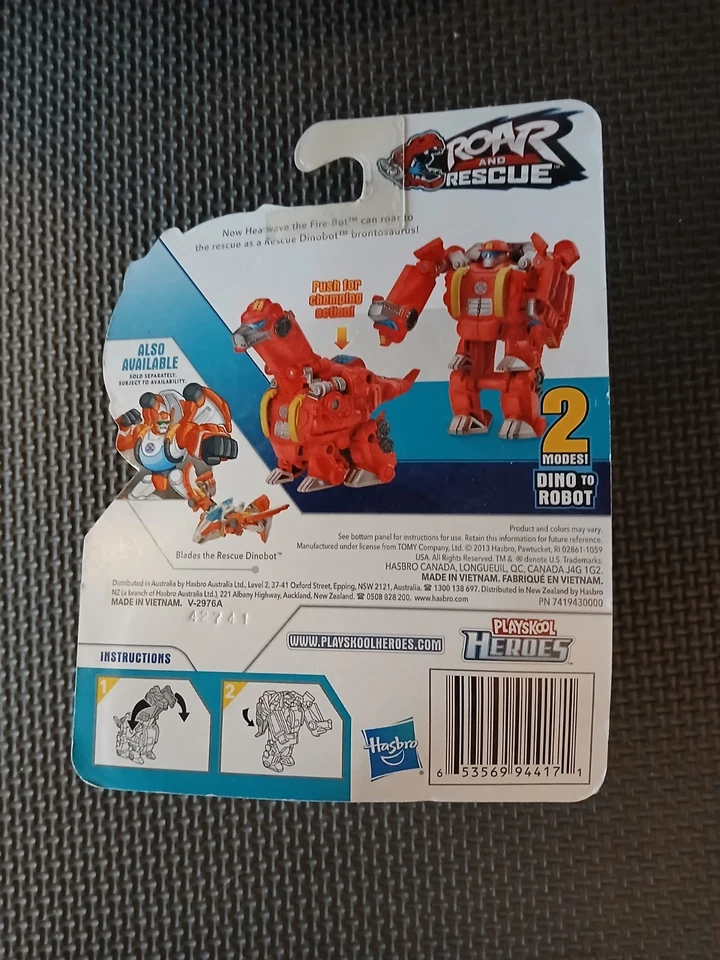 ROAR
AND
RESCUE™
Now Heatwave the Fire-Bot™ can roar to
the rescue as a Rescue Dinobot™ brontosaurus!
Push for
chomping
action!
ALSO
AVAILABLE
SOLD SEPARATELY.
SUBJECT TO AVAILABILITY.
2
MODES!
DINO TO
ROBOT
Blades the Rescue Dinobot™
Product and colors may vary.
See bottom panel for instructions for use. Retain this information for future reference.
Manufactured under license from TOMY Company, Ltd. © 2013 Hasbro, Pawtucket, RI 02861-1059
USA. All Rights Reserved. TM & ® denote U.S. Trademarks.
HASBRO CANADA, LONGUEUIL, QC, CANADA J4G 1G2.
MADE IN VIETNAM. FABRIQUÉ EN VIETNAM.
Distributed in Australia by Hasbro Australia Ltd., Level 2, 37-41 Oxford Street, Epping, NSW 2121, Australia. ☎ 1300 138 697. Distributed in New Zealand by Hasbro
NZ (a branch of Hasbro Australia Ltd.), 221 Albany Highway, Auckland, New Zealand. ☎ 0508 828 200. www.hasbro.com
MADE IN VIETNAM. V-2976A
PN 7419430000
42741
WWW.PLAYSKOOLHEROES.COM
PLAYSKOOL
HEROES™
INSTRUCTIONS
1
2
Hasbro
®
6 53569 94417 1